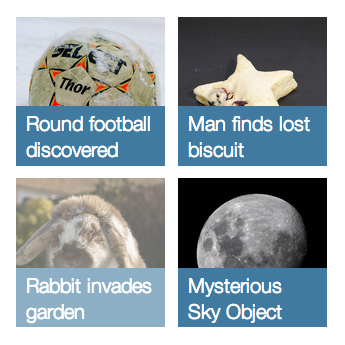 SELECT
Thor
Round football
discovered
Man finds lost
biscuit
Rabbit invades
garden
Mysterious
Sky Object